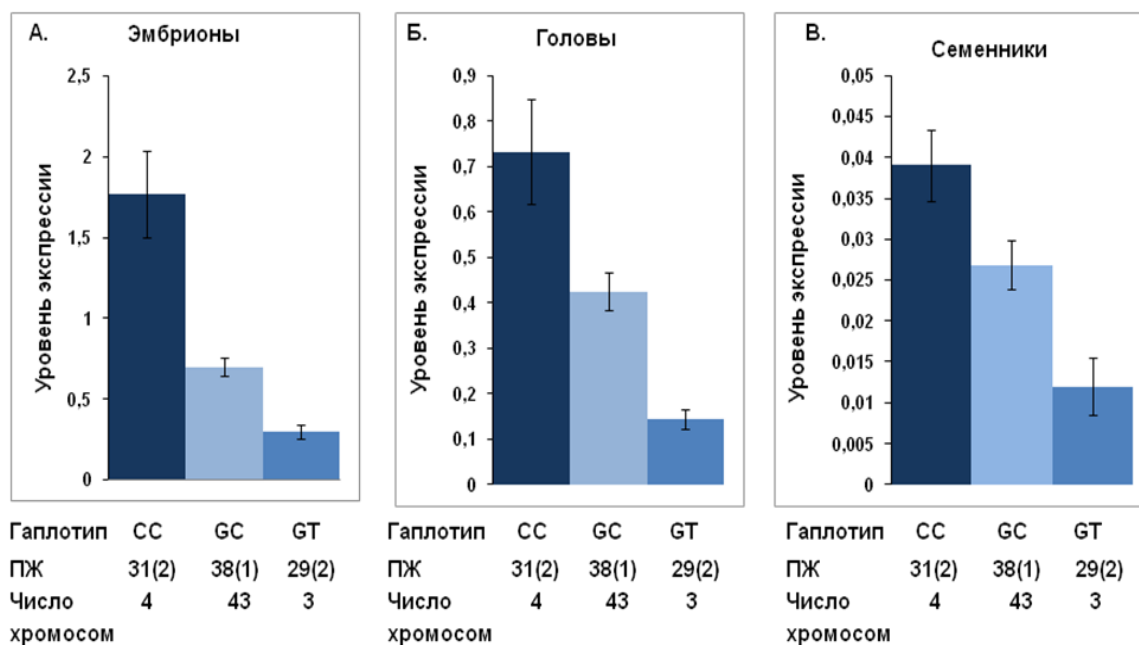 А. Эмбрионы
Уровень экспрессии
2,5
2
1,5
1
0,5
0
Гаплотип CC GC GT
ПЖ 31(2) 38(1) 29(2)
Число 4 43 3
хромосом
Б. Головы
Уровень экспрессии
0,9
0,8
0,7
0,6
0,5
0,4
0,3
0,2
0,1
0
Гаплотип CC GC GT
ПЖ 31(2) 38(1) 29(2)
Число 4 43 3
хромосом
В. Семенники
Уровень экспрессии
0,05
0,045
0,04
0,035
0,03
0,025
0,02
0,015
0,01
0,005
0
Гаплотип CC GC GT
ПЖ 31(2) 38(1) 29(2)
Число 4 43 3
хромосом